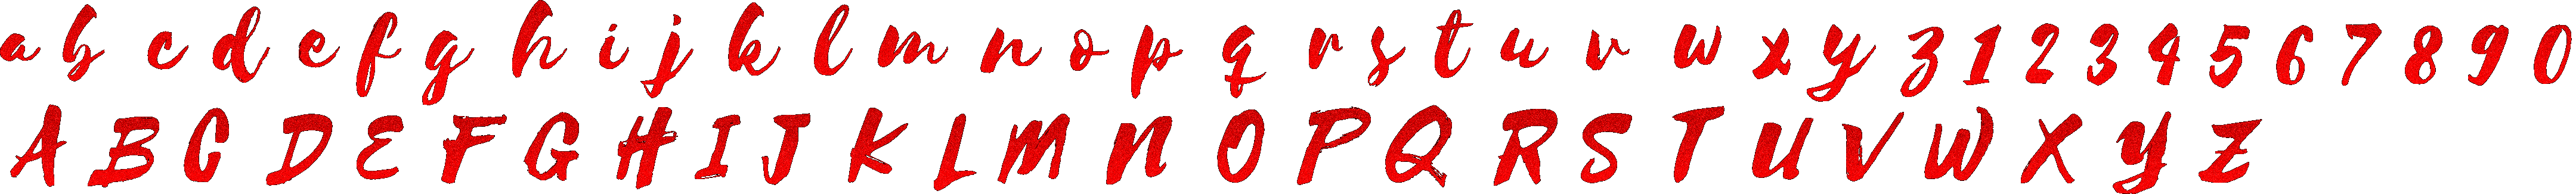 a b c d e f g h i j k l m n o p q r s t u v w x y z 1 2 3 4 5 6 7 8 9 0
A B C D E F G H I J K L M N O P Q R S T U V W X Y Z